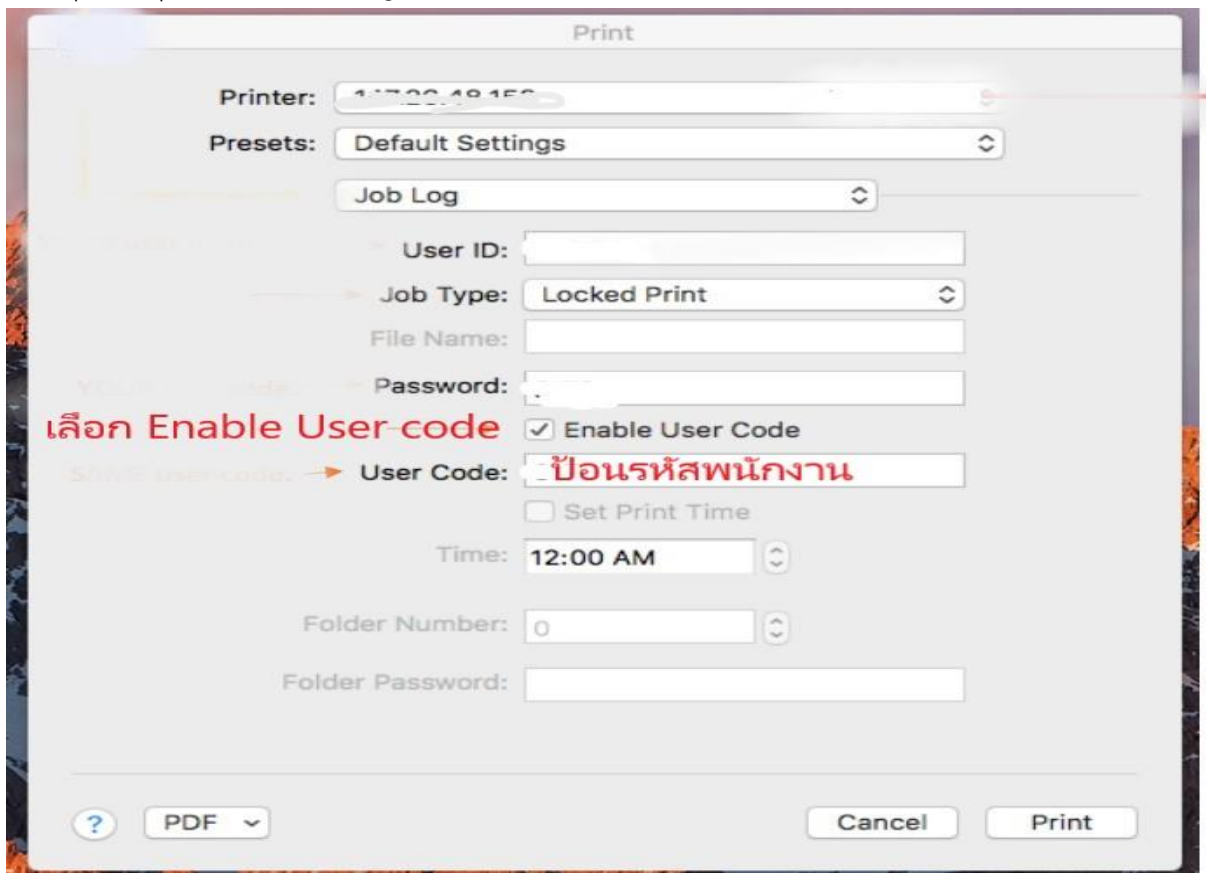 Print
Printer:
Presets: Default Settings
Job Log
User ID:
Job Type: Locked Print
File Name:
Password:
เลือก Enable User code ✓ Enable User Code
User Code: ป้อนรหัสพนักงาน
Set Print Time
Time: 12:00 AM
Folder Number: 0
Folder Password:
? PDF Cancel Print